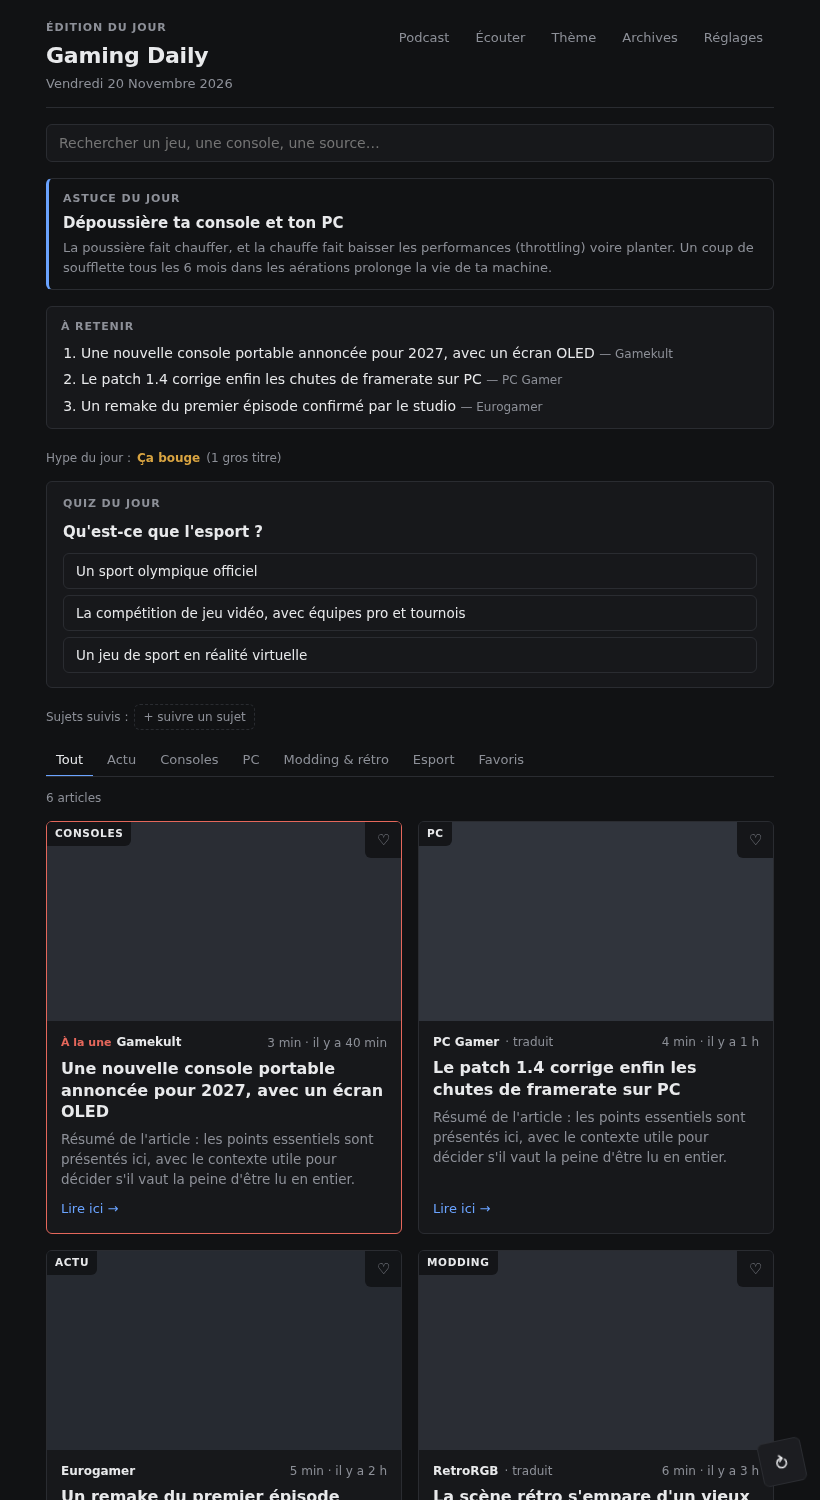 ÉDITION DU JOUR
Gaming Daily
Vendredi 20 Novembre 2026
Podcast Écouter Thème Archives Réglages
Rechercher un jeu, une console, une source…
ASTUCE DU JOUR
Dépoussière ta console et ton PC
La poussière fait chauffer, et la chauffe fait baisser les performances (throttling) voire planter. Un coup de
soufflette tous les 6 mois dans les aérations prolonge la vie de ta machine.
À RETENIR
1. Une nouvelle console portable annoncée pour 2027, avec un écran OLED — Gamekult
2. Le patch 1.4 corrige enfin les chutes de framerate sur PC — PC Gamer
3. Un remake du premier épisode confirmé par le studio — Eurogamer
Hype du jour : Ça bouge (1 gros titre)
QUIZ DU JOUR
Qu'est-ce que l'esport ?
Un sport olympique officiel
La compétition de jeu vidéo, avec équipes pro et tournois
Un jeu de sport en réalité virtuelle
Sujets suivis : + suivre un sujet
Tout Actu Consoles PC Modding & rétro Esport Favoris
6 articles
CONSOLES
À la une Gamekult 3 min · il y a 40 min
Une nouvelle console portable
annoncée pour 2027, avec un écran
OLED
Résumé de l'article : les points essentiels sont
présentés ici, avec le contexte utile pour
décider s'il vaut la peine d'être lu en entier.
Lire ici →
PC
PC Gamer · traduit 4 min · il y a 1 h
Le patch 1.4 corrige enfin les
chutes de framerate sur PC
Résumé de l'article : les points essentiels sont
présentés ici, avec le contexte utile pour
décider s'il vaut la peine d'être lu en entier.
Lire ici →
ACTU
Eurogamer 5 min · il y a 2 h
Un remake du premier épisode
MODDING
RetroRGB · traduit 6 min · il y a 3 h
La scène rétro s'empare d'un vieux